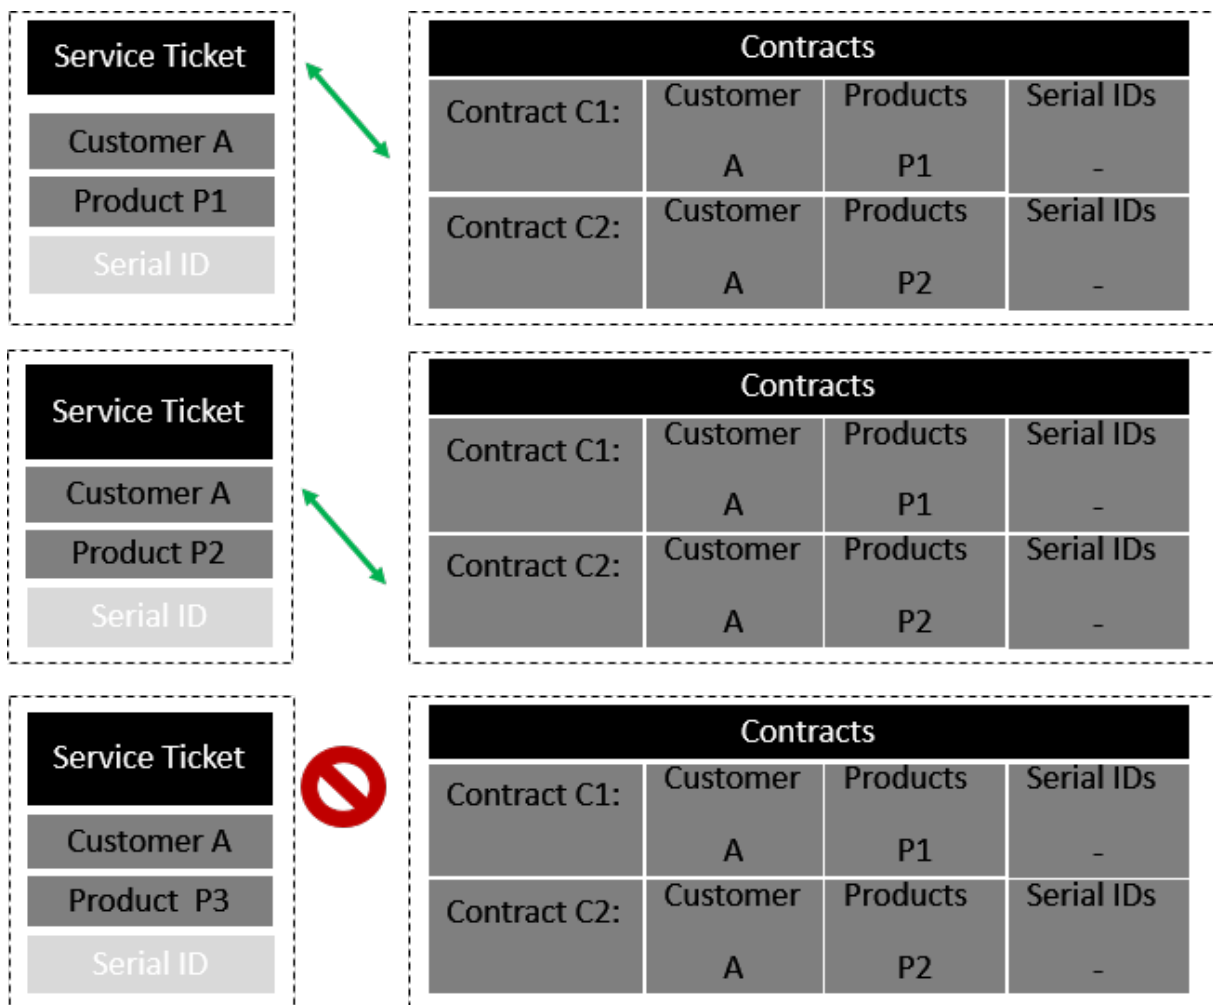 Service Ticket
Customer A
Product P1
Serial ID
Contracts
Contract C1: Customer Products Serial IDs
A P1 -
Contract C2: Customer Products Serial IDs
A P2 -
Service Ticket
Customer A
Product P2
Serial ID
Contracts
Contract C1: Customer Products Serial IDs
A P1 -
Contract C2: Customer Products Serial IDs
A P2 -
Service Ticket
Customer A
Product  P3
Serial ID
Contracts
Contract C1: Customer Products Serial IDs
A P1 -
Contract C2: Customer Products Serial IDs
A P2 -